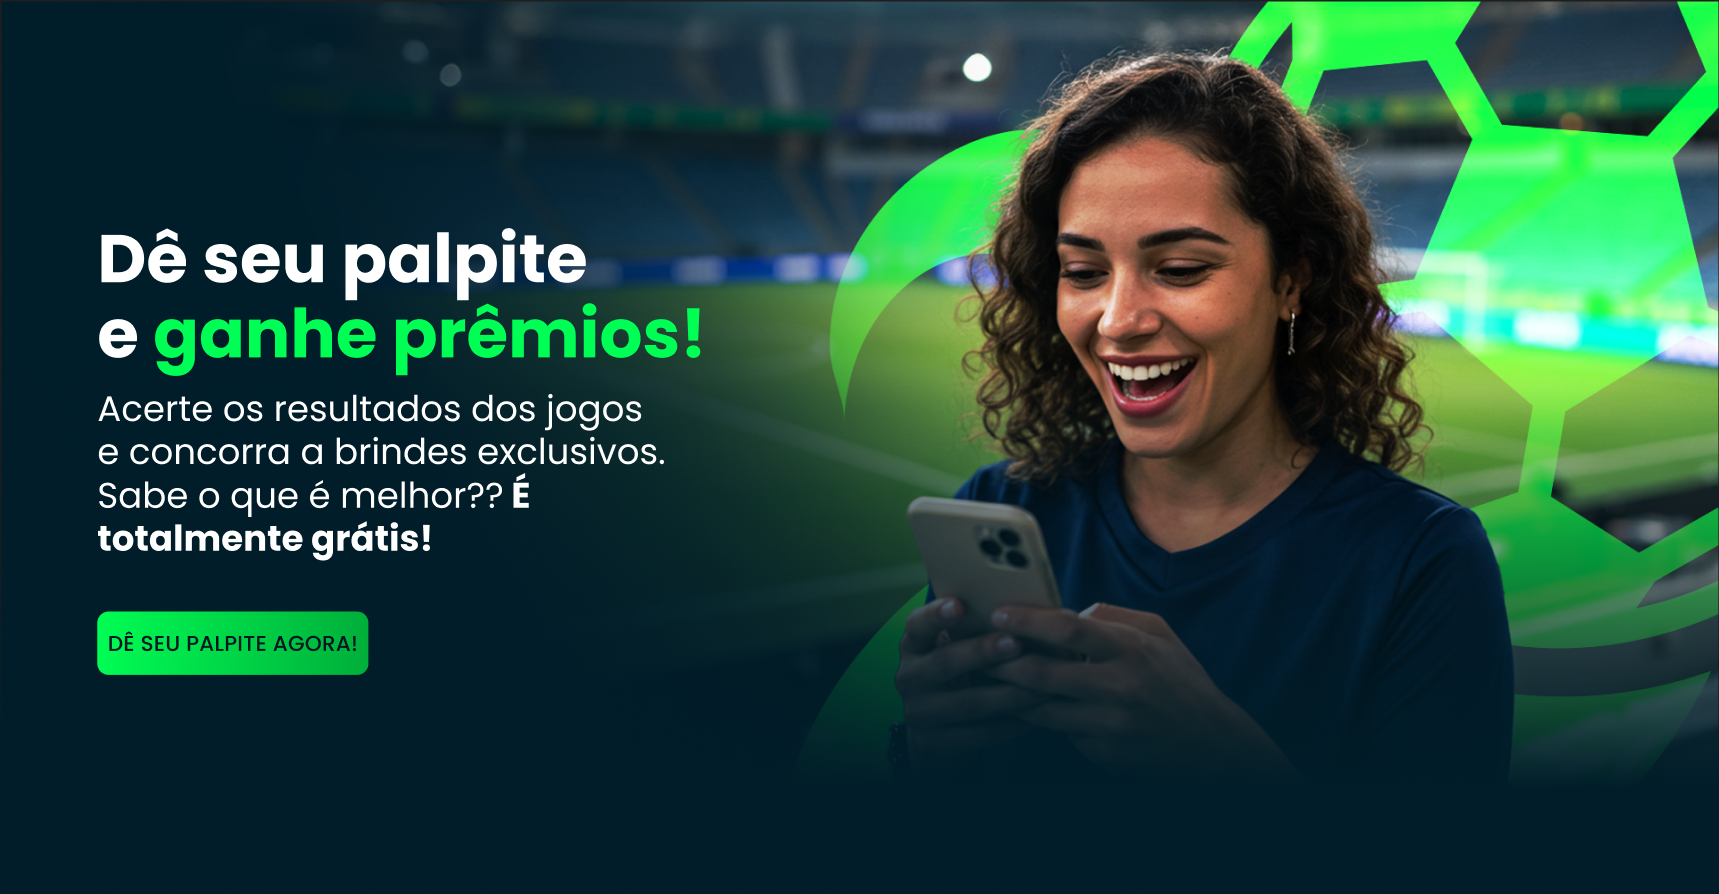 Dê seu palpite
e ganhe prêmios!
Acerte os resultados dos jogos
e concorra a brindes exclusivos.
Sabe o que é melhor?? É
totalmente grátis!
DÊ SEU PALPITE AGORA!